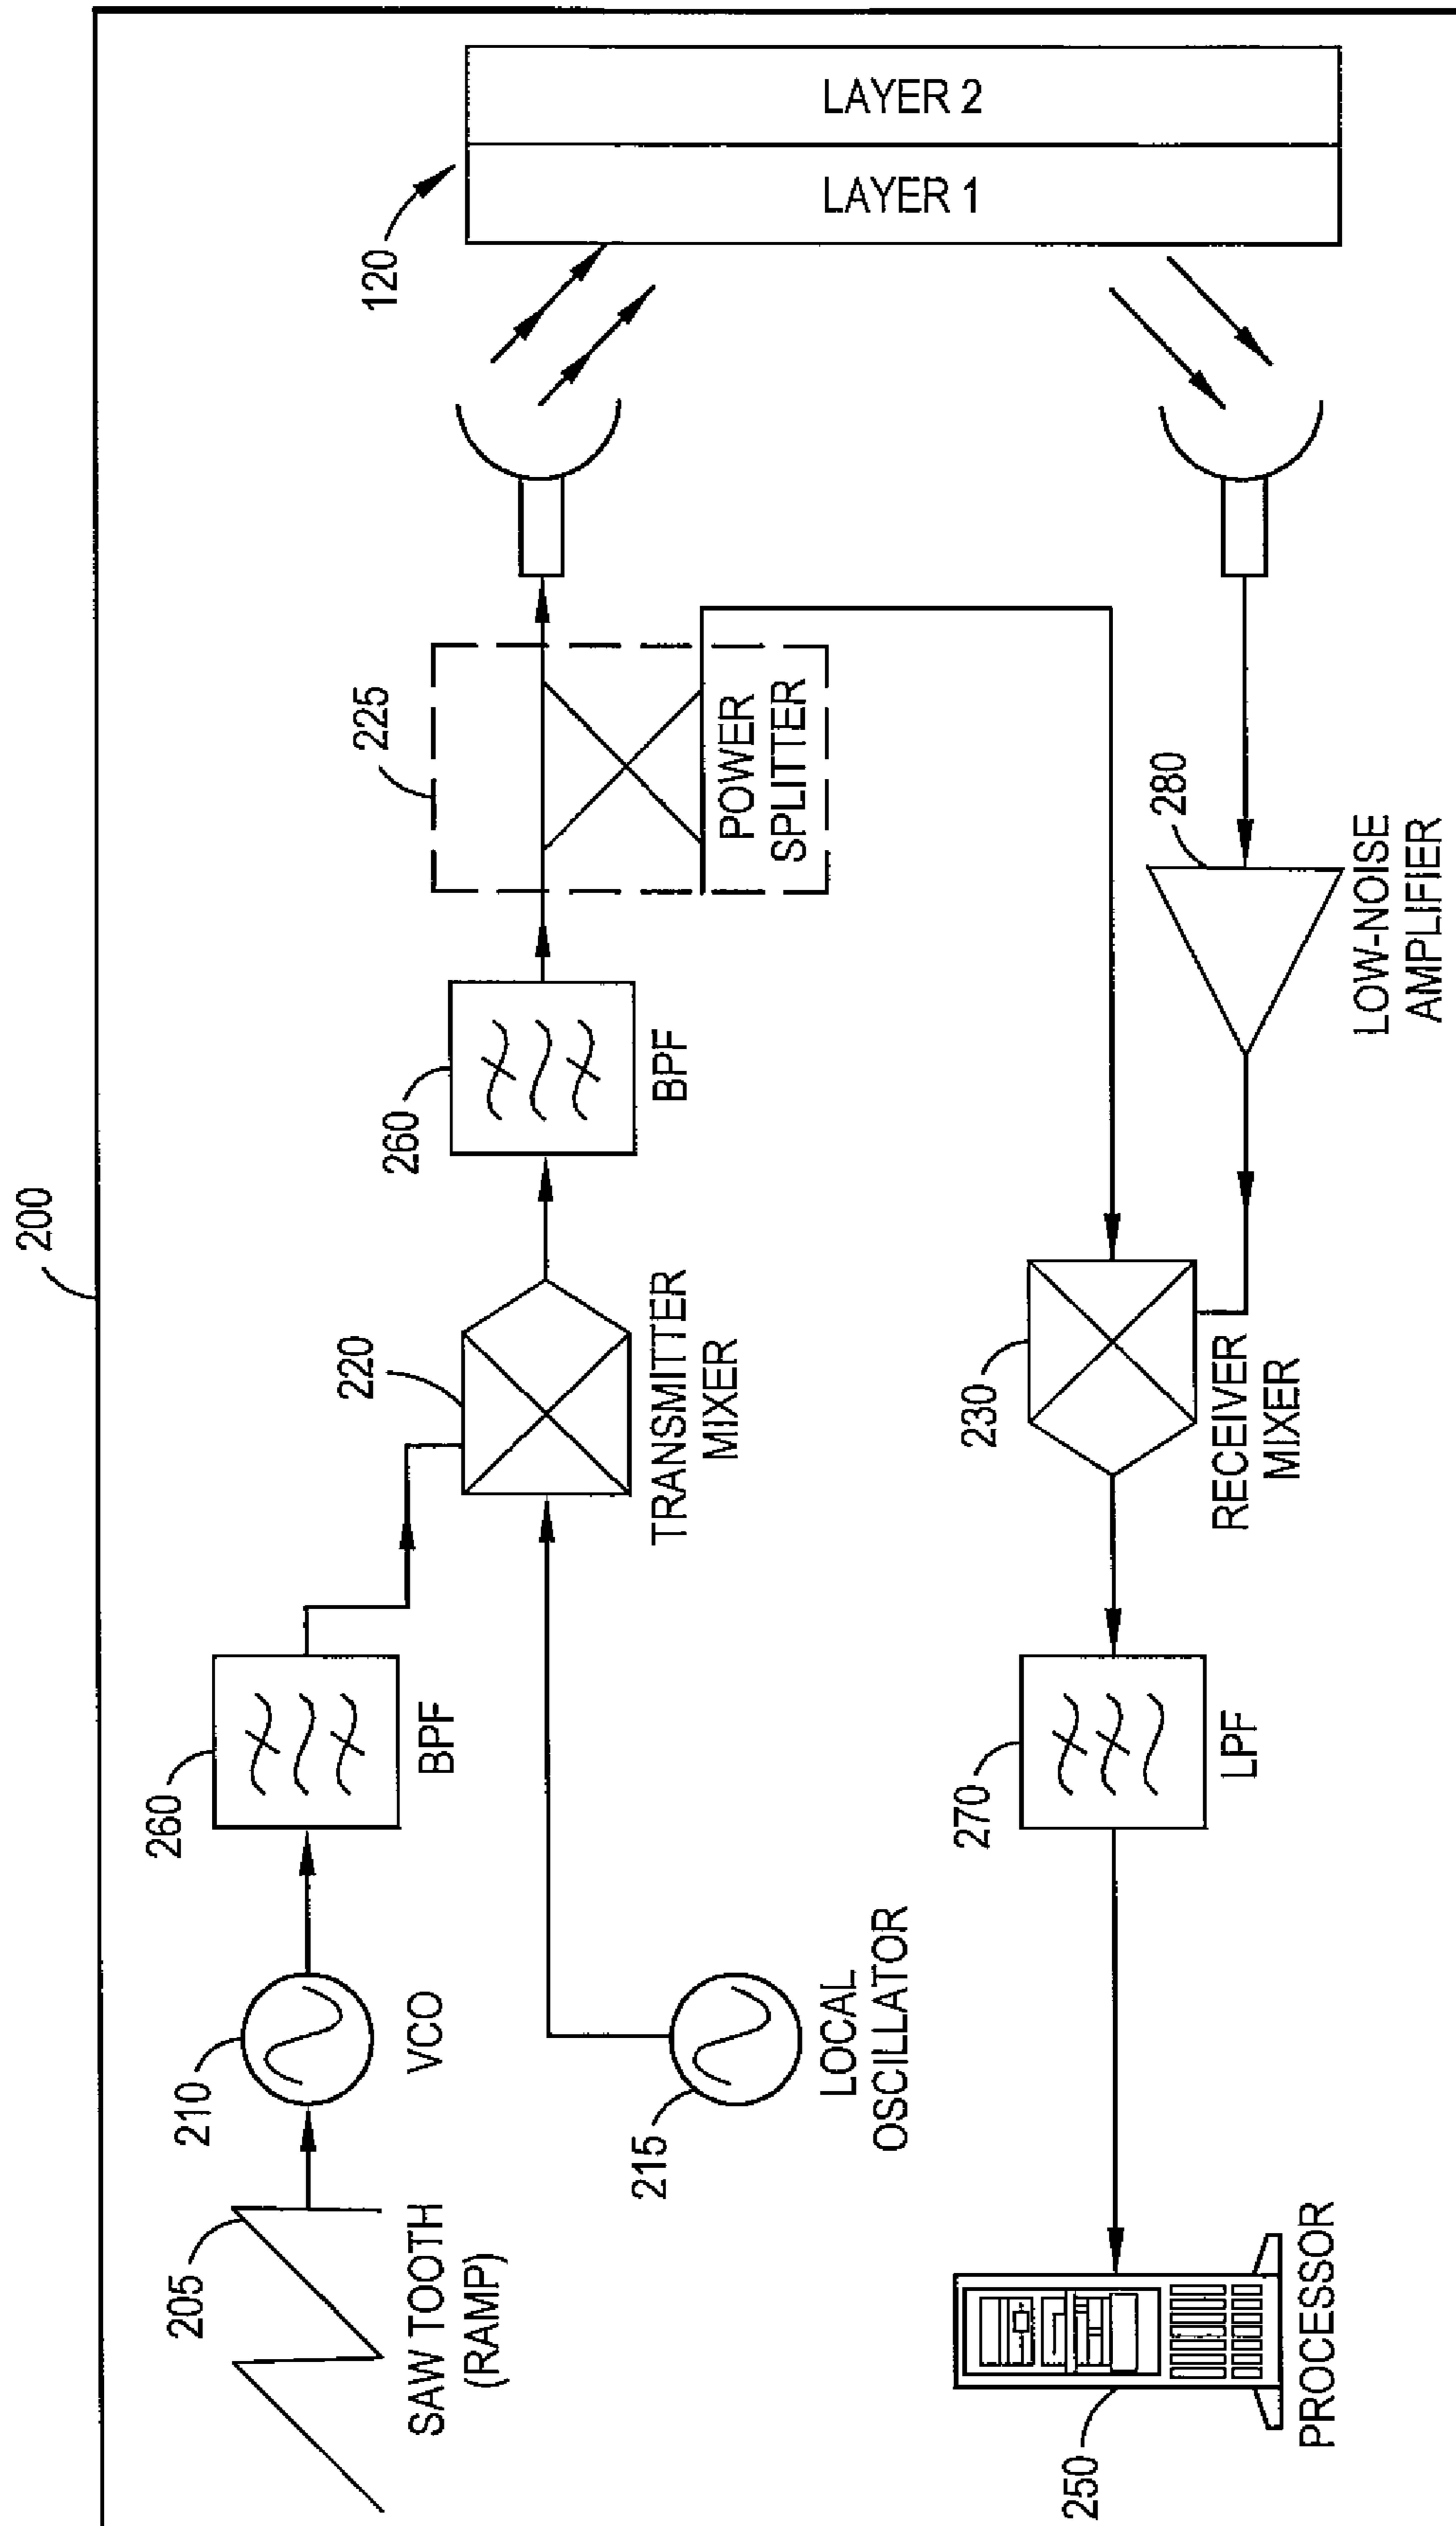 200
205
SAW TOOTH
(RAMP)
210
VCO
260
BPF
215
LOCAL
OSCILLATOR
220
TRANSMITTER
MIXER
260
BPF
225
POWER
SPLITTER
120
LAYER 1
LAYER 2
250
PROCESSOR
270
LPF
230
RECEIVER
MIXER
280
LOW-NOISE
AMPLIFIER